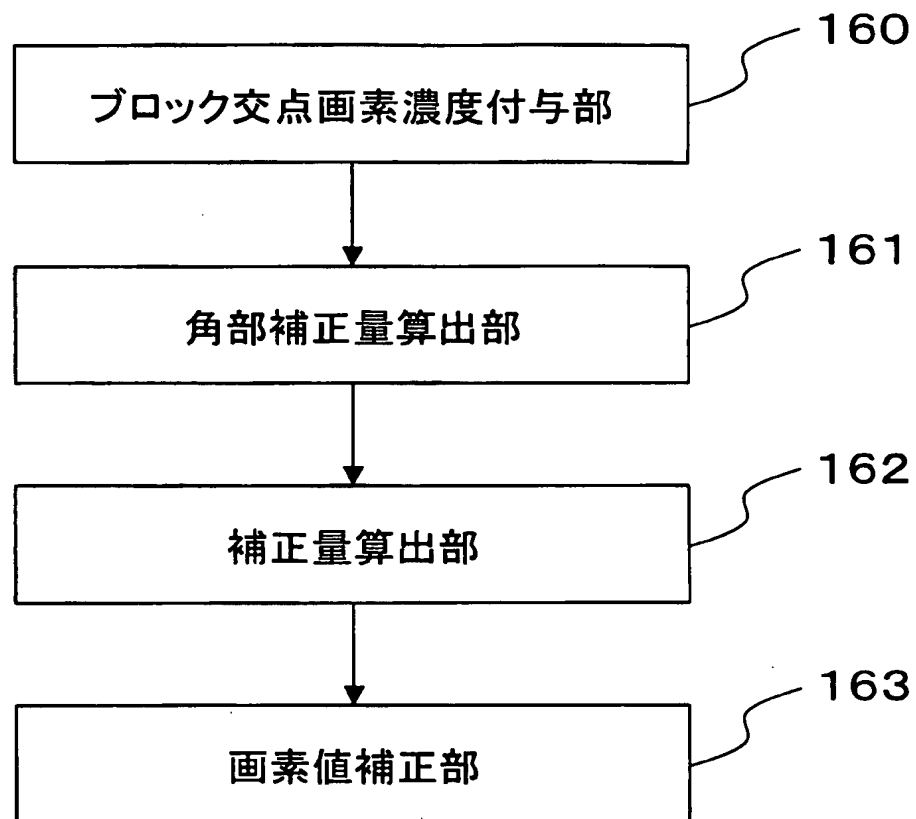 160
ブロック交点画素濃度付与部
161
角部補正量算出部
162
補正量算出部
163
画素値補正部